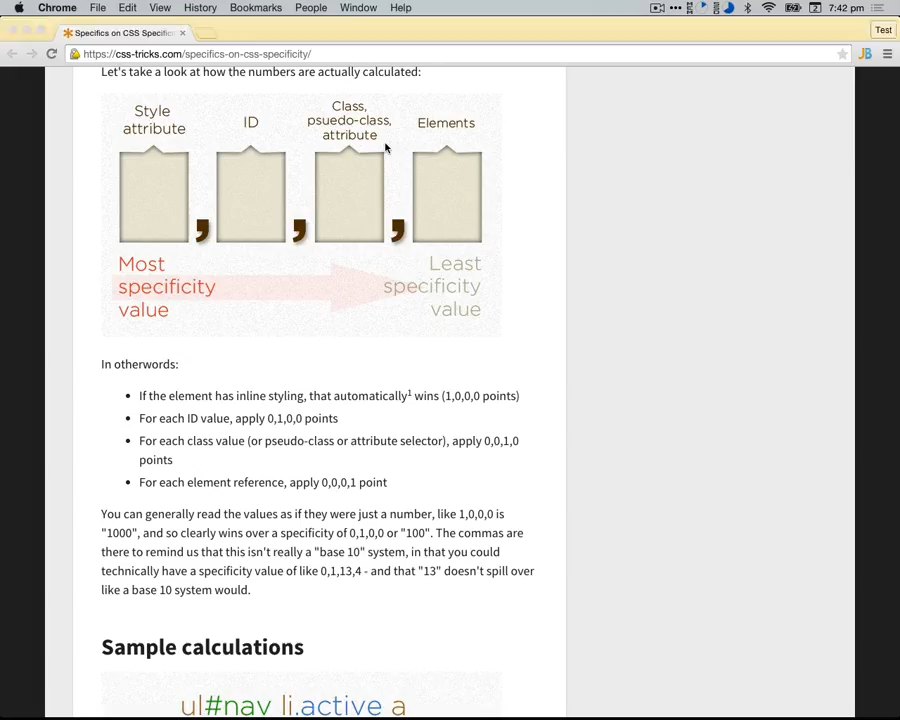 Chrome File Edit View History Bookmarks People Window Help 7:42 pm
Specifics on CSS Specific
Test
https://css-tricks.com/specifics-on-css-specificity/
Let's take a look at how the numbers are actually calculated:
Style
attribute
ID
Class,
psuedo-class,
attribute
Elements
, , ,
Most
specificity
value
Least
specificity
value
In otherwords:
• If the element has inline styling, that automatically1 wins (1,0,0,0 points)
• For each ID value, apply 0,1,0,0 points
• For each class value (or pseudo-class or attribute selector), apply 0,0,1,0
points
• For each element reference, apply 0,0,0,1 point
You can generally read the values as if they were just a number, like 1,0,0,0 is
"1000", and so clearly wins over a specificity of 0,1,0,0 or "100". The commas are
there to remind us that this isn't really a "base 10" system, in that you could
technically have a specificity value of like 0,1,13,4 - and that "13" doesn't spill over
like a base 10 system would.
Sample calculations
ul#nav li.active a